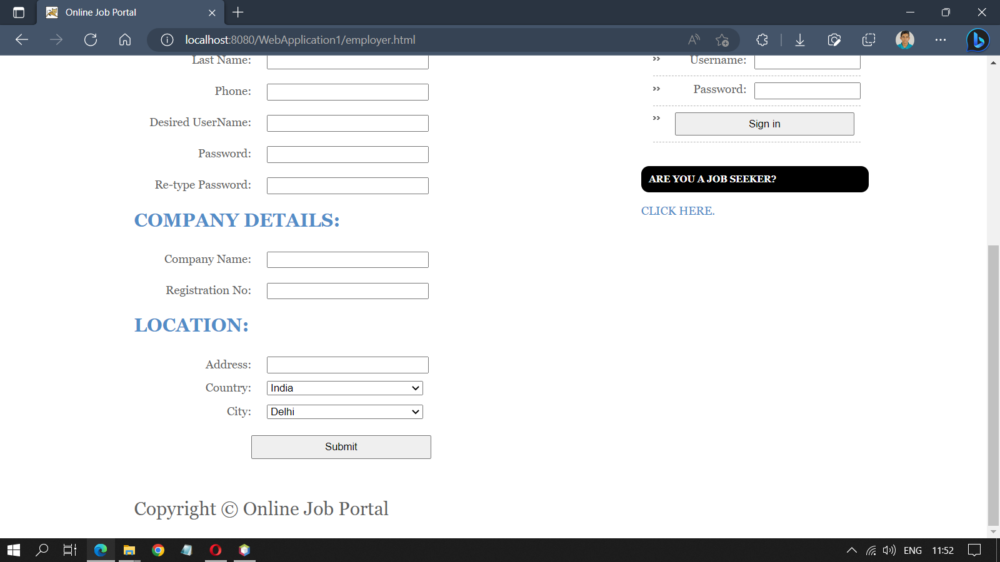 Online Job Portal
localhost:8080/WebApplication1/employer.html
Last Name:
Phone:
Desired UserName:
Password:
Re-type Password:
COMPANY DETAILS:
Company Name:
Registration No:
LOCATION:
Address:
Country: India
City: Delhi
Submit
Copyright © Online Job Portal
›› Username:
›› Password:
›› Sign in
ARE YOU A JOB SEEKER?
CLICK HERE.
ENG 11:52